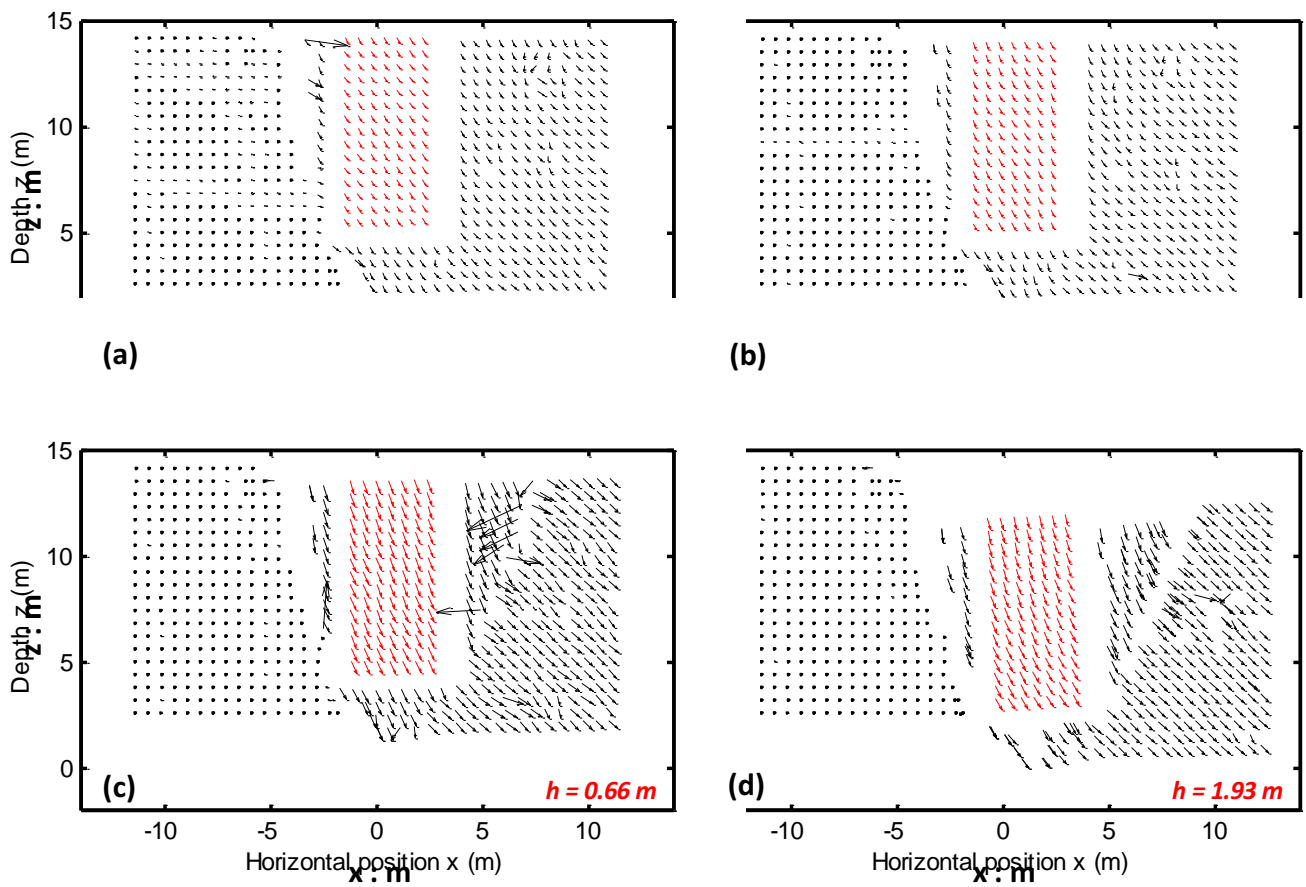 15
10
5
Depth z (m)
z : m
(a)
(b)
15
10
5
0
Depth z (m)
z : m
(c)
h = 0.66 m
(d)
h = 1.93 m
-10 -5 0 5 10
-10 -5 0 5 10
Horizontal position x (m)
x : m
Horizontal position x (m)
x : m